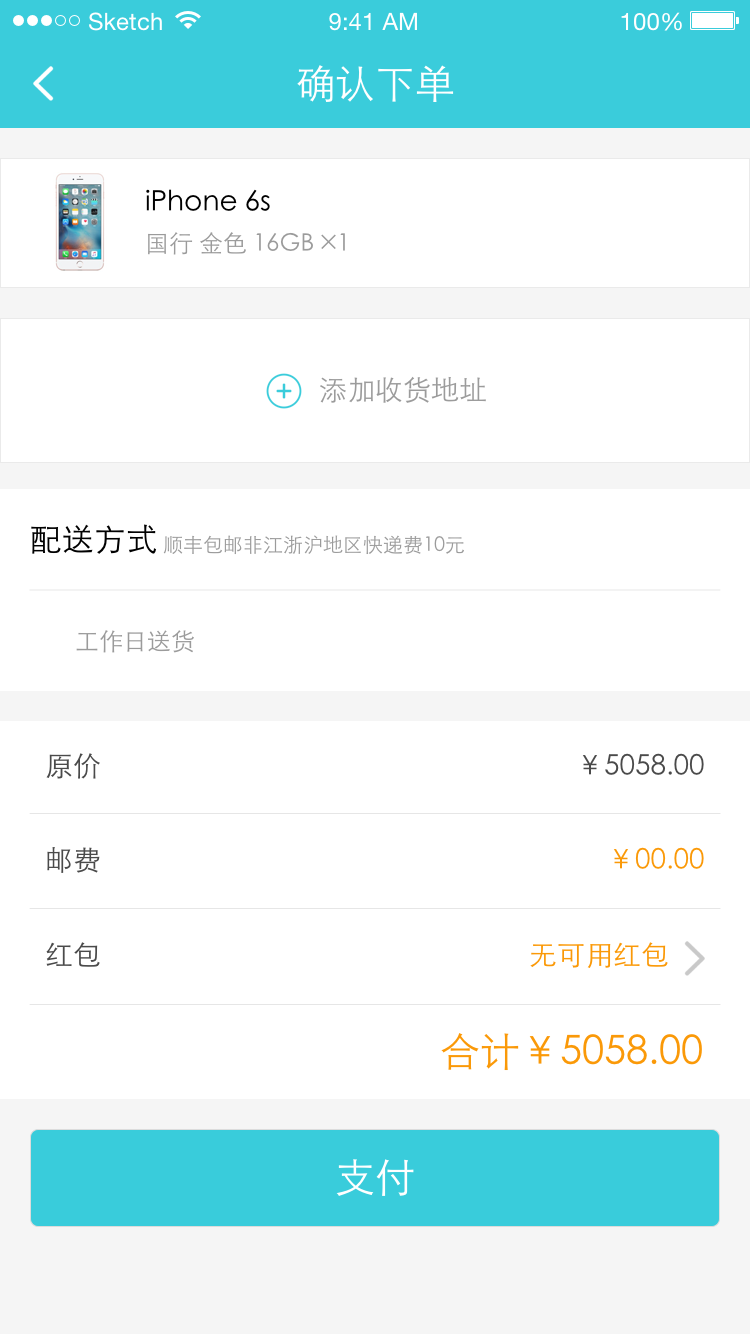 Sketch 9:41 AM 100%
确认下单
iPhone 6s
国行 金色 16GB ×1
添加收货地址
配送方式 顺丰包邮非江浙沪地区快递费10元
工作日送货
原价 ¥ 5058.00
邮费 ¥ 00.00
红包 无可用红包
合计 ¥ 5058.00
支付